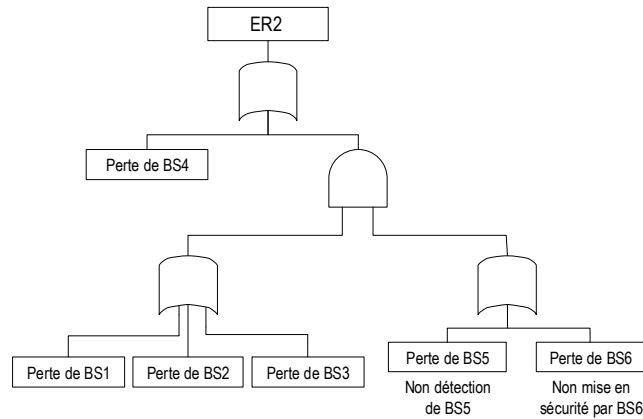 ER2
Perte de BS4
Perte de BS1
Perte de BS2
Perte de BS3
Perte de BS5
Perte de BS6
Non détection
de BS5
Non mise en
sécurité par BS6